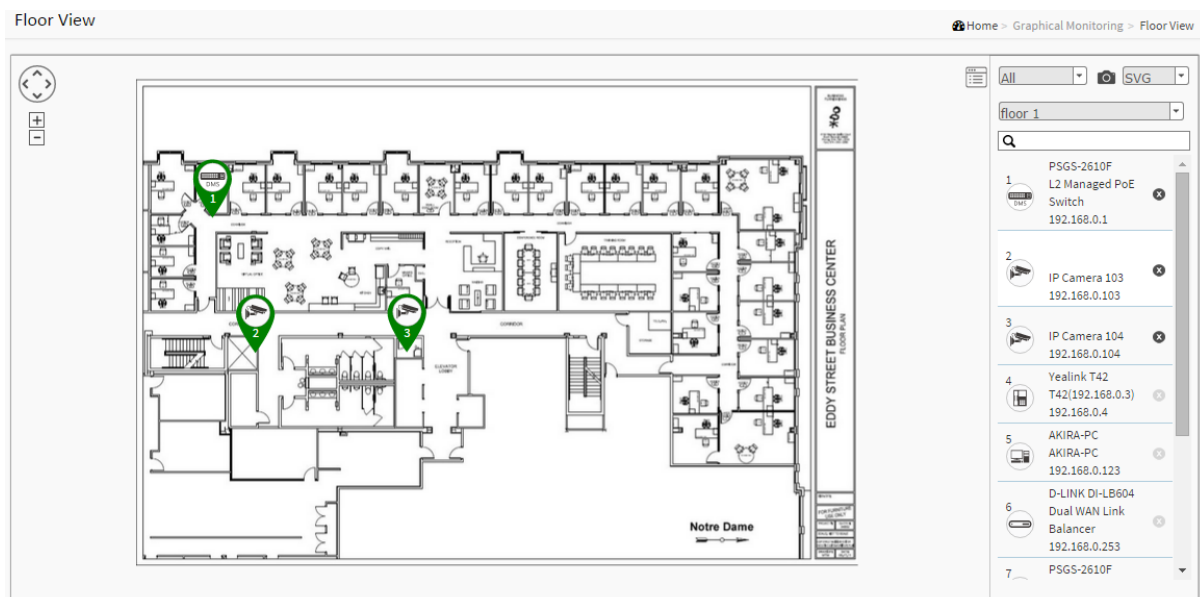 Floor View
Home > Graphical Monitoring > Floor View
All
SVG
floor 1
DMS
1
2
3
CORRIDOR
ELEVATOR
LOBBY
Notre Dame
EDDY STREET BUSINESS CENTER
FLOOR PLAN
1
DMS
PSGS-2610F
L2 Managed PoE
Switch
192.168.0.1
2
IP Camera 103
192.168.0.103
3
IP Camera 104
192.168.0.104
4
Yealink T42
T42(192.168.0.3)
192.168.0.4
5
AKIRA-PC
AKIRA-PC
192.168.0.123
6
D-LINK DI-LB604
Dual WAN Link
Balancer
192.168.0.253
7
PSGS-2610F